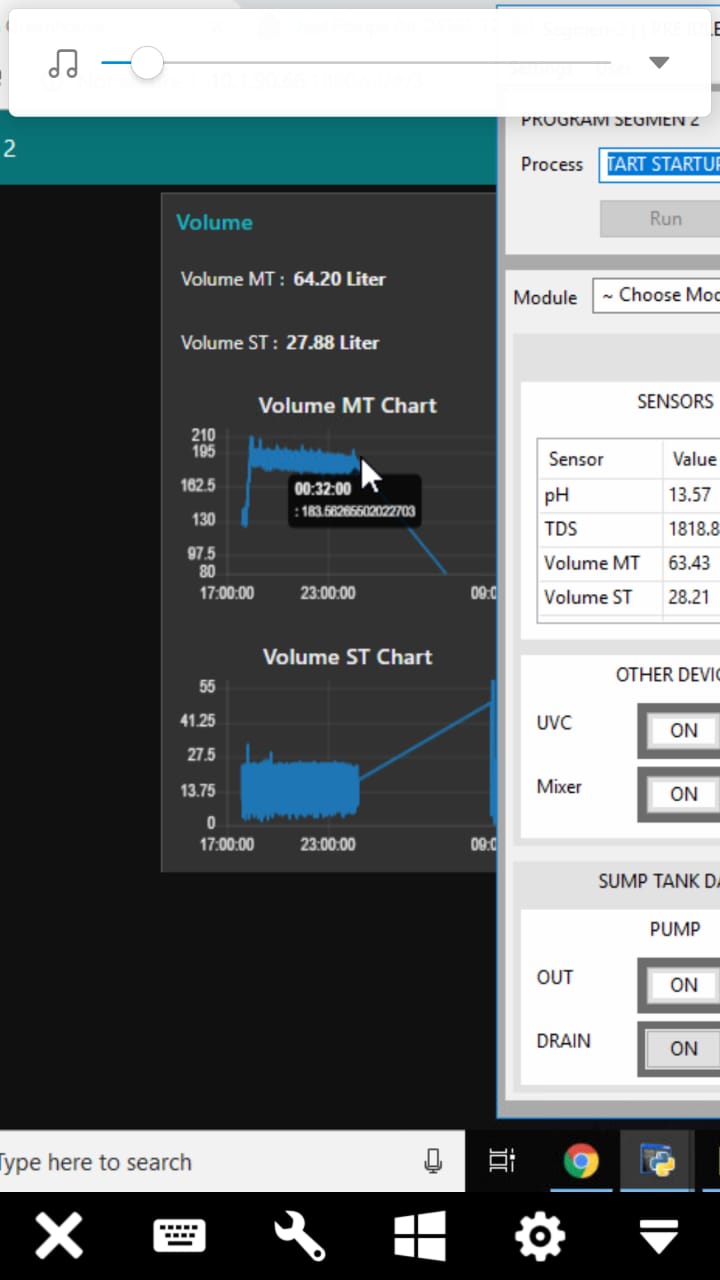 2
Volume
Volume MT : 64.20 Liter
Volume ST : 27.88 Liter
Volume MT Chart
210
195
162.5
130
97.5
80
00:32:00
: 183.56265502022703
17:00:00 23:00:00 09:0
Volume ST Chart
55
41.25
27.5
13.75
0
17:00:00 23:00:00 09:0
PROGRAM SEGMEN 2
Process TART STARTUP
Run
Module ~ Choose Mod
SENSORS
Sensor Value
pH 13.57
TDS 1818.8
Volume MT 63.43
Volume ST 28.21
OTHER DEVIC
UVC ON
Mixer ON
SUMP TANK DA
PUMP
OUT ON
DRAIN ON
Type here to search